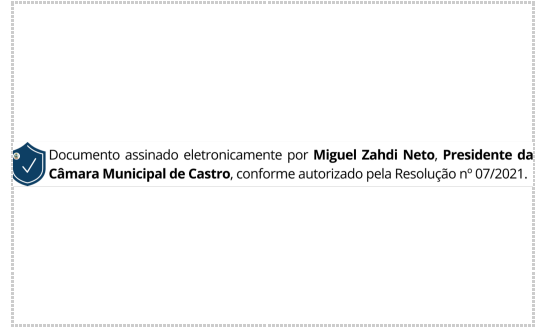 Documento assinado eletronicamente por Miguel Zahdi Neto, Presidente da
Câmara Municipal de Castro, conforme autorizado pela Resolução nº 07/2021.